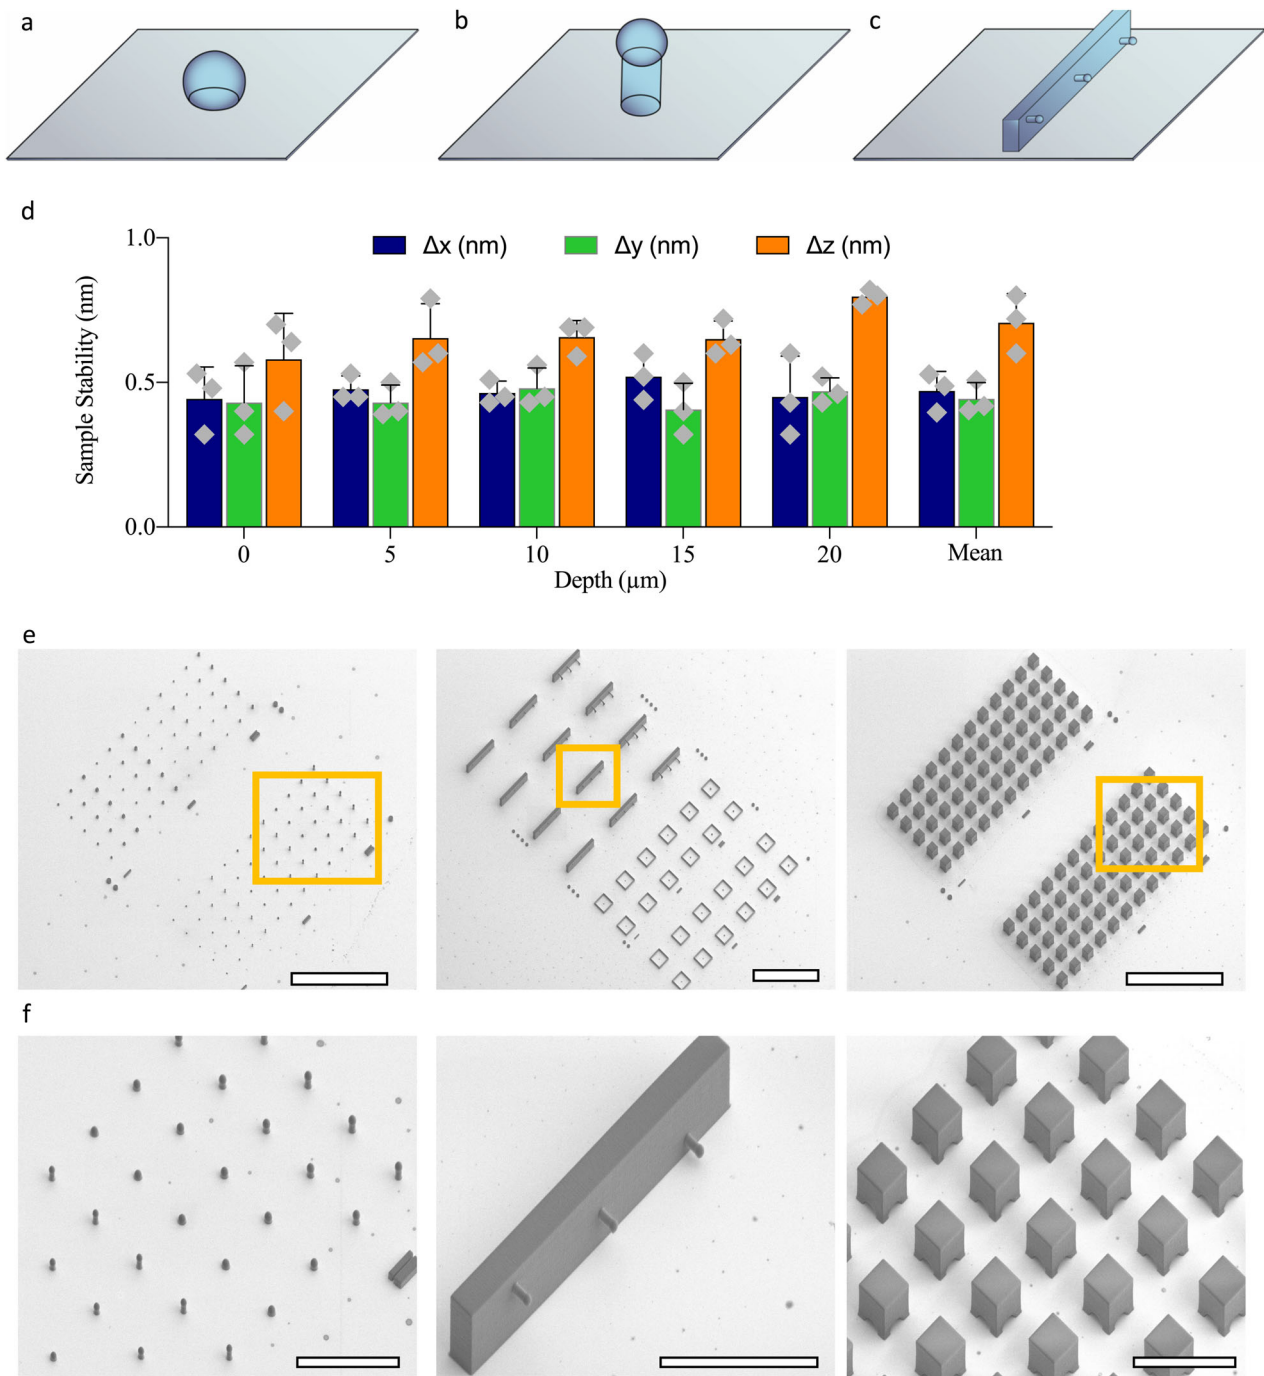 a
b
c
d
Δx (nm)
Δy (nm)
Δz (nm)
Sample Stability (nm)
1.0
0.5
0.0
0
5
10
15
20
Mean
Depth (µm)
e
f